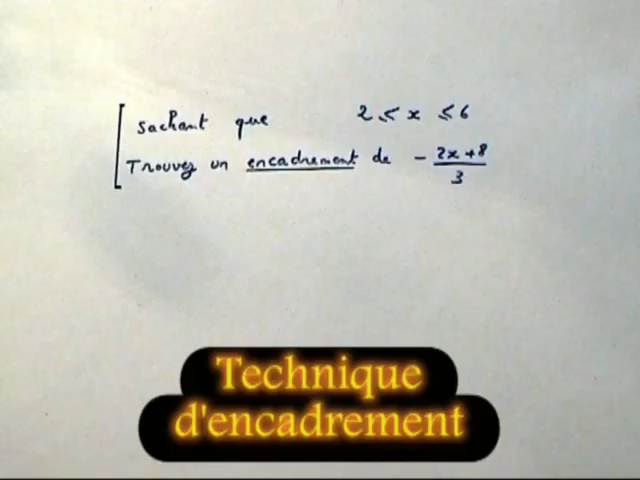 Sachant que 2 ≤ x ≤ 6
Trouvez un encadrement de - (2x+8)/3
Technique
d'encadrement